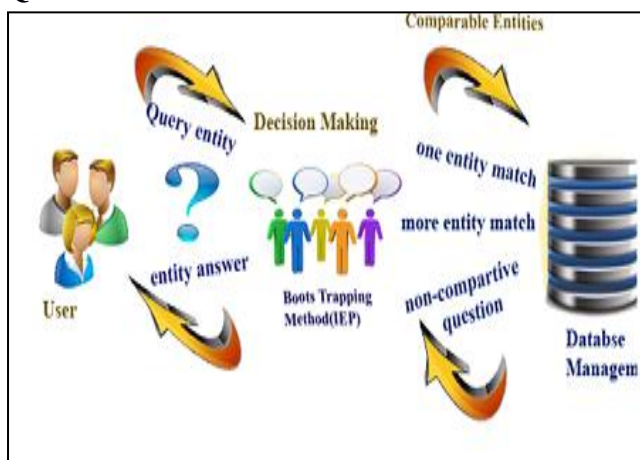 Comparable Entities
Query entity
Decision Making
one entity match
more entity match
entity answer
non-compartive
question
User
Boots Trapping
Method(IEP)
Databse
Managem